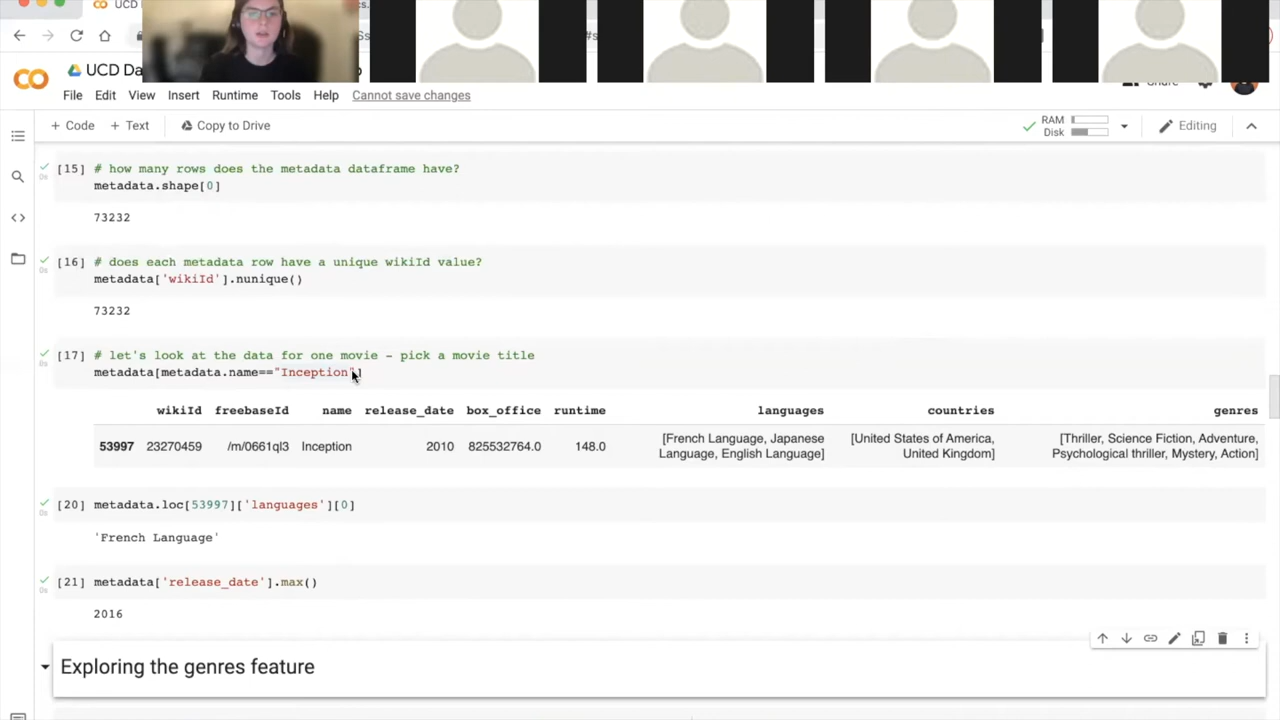 UCD Da
File Edit View Insert Runtime Tools Help Cannot save changes
+ Code + Text Copy to Drive RAM Disk Editing
[15] # how many rows does the metadata dataframe have?
metadata.shape[0]
73232
[16] # does each metadata row have a unique wikiId value?
metadata['wikiId'].nunique()
73232
[17] # let's look at the data for one movie - pick a movie title
metadata[metadata.name=="Inception"]
wikiId freebaseId name release_date box_office runtime languages countries genres
53997 23270459 /m/0661ql3 Inception 2010 825532764.0 148.0 [French Language, Japanese Language, English Language] [United States of America, United Kingdom] [Thriller, Science Fiction, Adventure, Psychological thriller, Mystery, Action]
[20] metadata.loc[53997]['languages'][0]
'French Language'
[21] metadata['release_date'].max()
2016
Exploring the genres feature